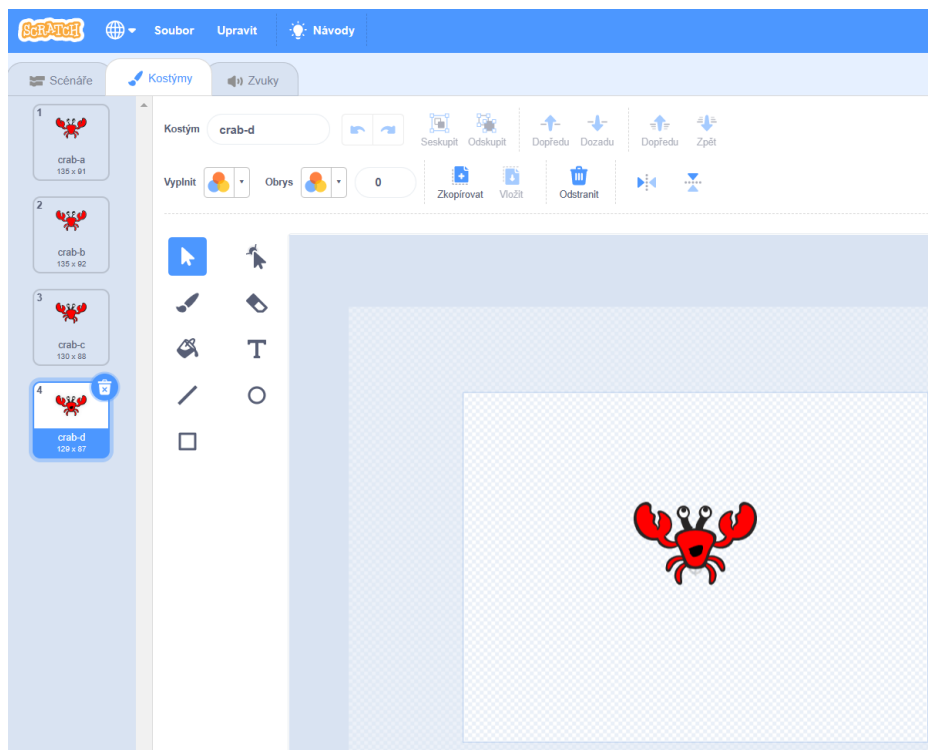 SCRATCH Soubor Upravit Návody
Scénáře Kostýmy Zvuky
1
crab-a
135 x 91
2
crab-b
135 x 92
3
crab-c
130 x 88
4
crab-d
129 x 87
Kostým crab-d Seskupit Odskupit Dopředu Dozadu Dopředu Zpět
Vyplnit Obrys 0 Zkopírovat Vložit Odstranit
T